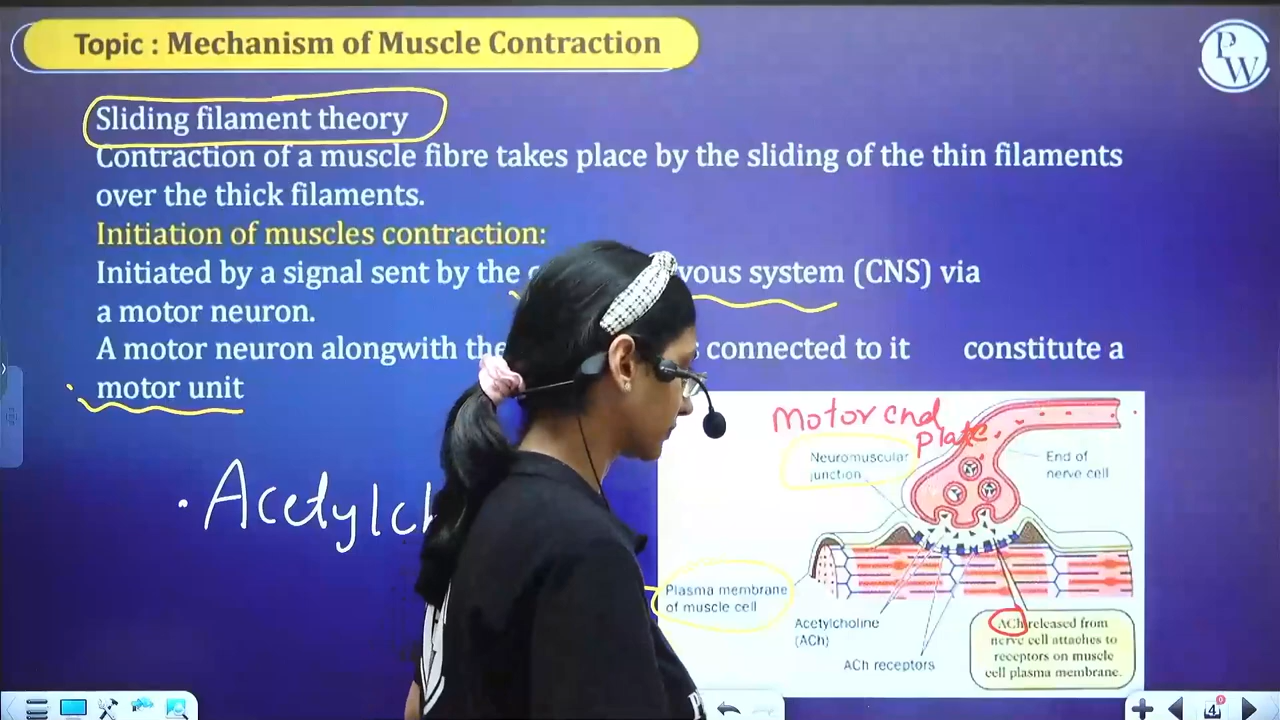 Topic : Mechanism of Muscle Contraction
PW
Sliding filament theory
Contraction of a muscle fibre takes place by the sliding of the thin filaments
over the thick filaments.
Initiation of muscles contraction:
Initiated by a signal sent by the vous system (CNS) via
a motor neuron.
A motor neuron alongwith the connected to it constitute a
motor unit
Motor end
plate
Neuromuscular
junction
End of
nerve cell
Acetylch
Plasma membrane
of muscle cell
Acetylcholine
(ACh)
ACh receptors
ACh released from
nerve cell attaches to
receptors on muscle
cell plasma membrane.
4